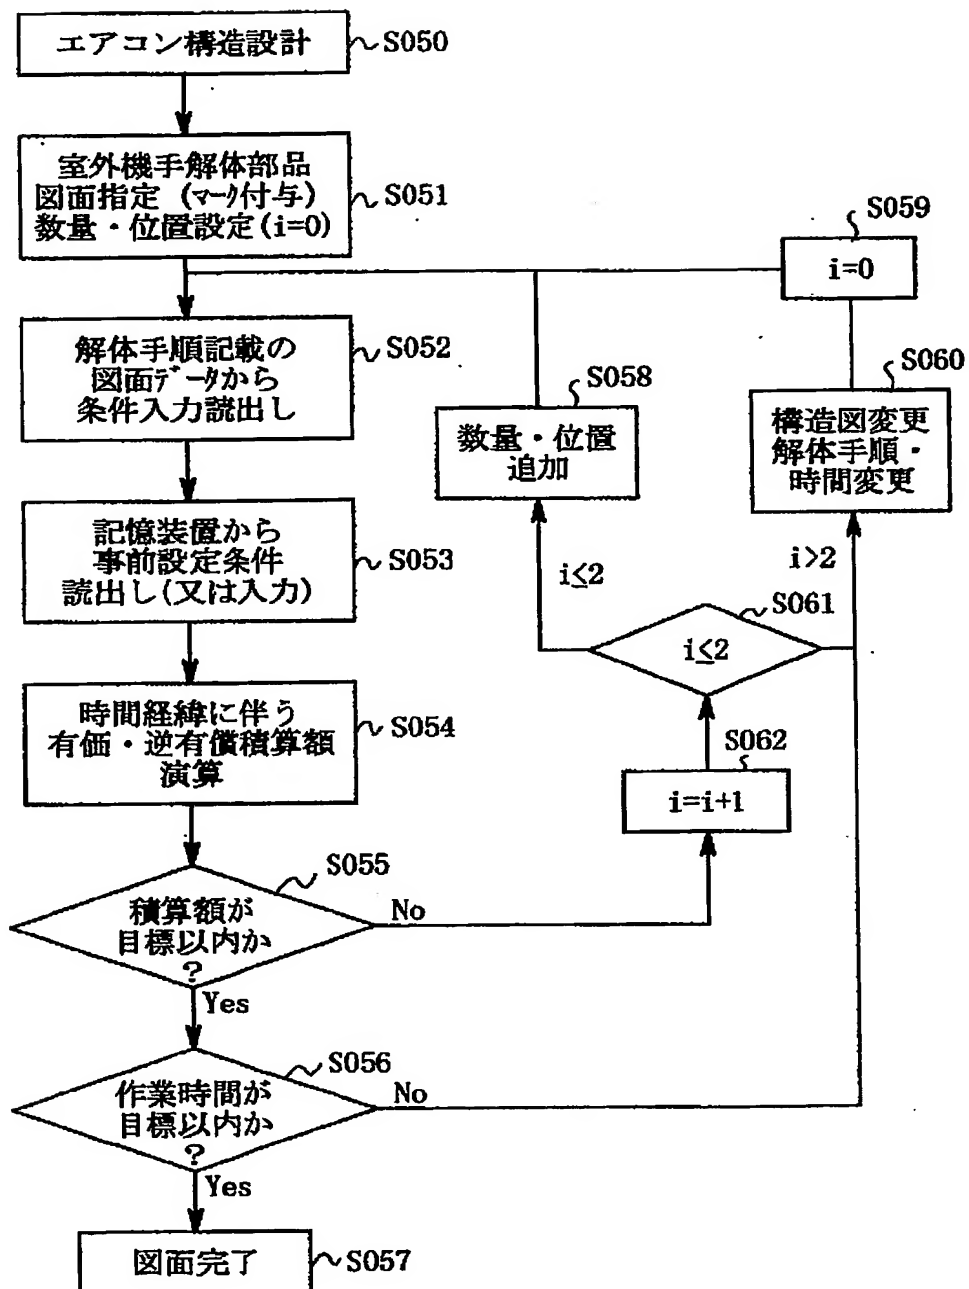 エアコン構造設計
S050
室外機手解体部品
図面指定（マーク付与）
数量・位置設定(i=0)
S051
S059
i=0
解体手順記載の
図面データから
条件入力読出し
S052
S058
数量・位置
追加
S060
構造図変更
解体手順・
時間変更
記憶装置から
事前設定条件
読出し(又は入力)
S053
i≤2
i>2
S061
i≤2
時間経緯に伴う
有価・逆有償積算額
演算
S054
S062
i=i+1
S055
積算額が
目標以内か
?
No
Yes
S056
作業時間が
目標以内か
?
No
Yes
図面完了
S057